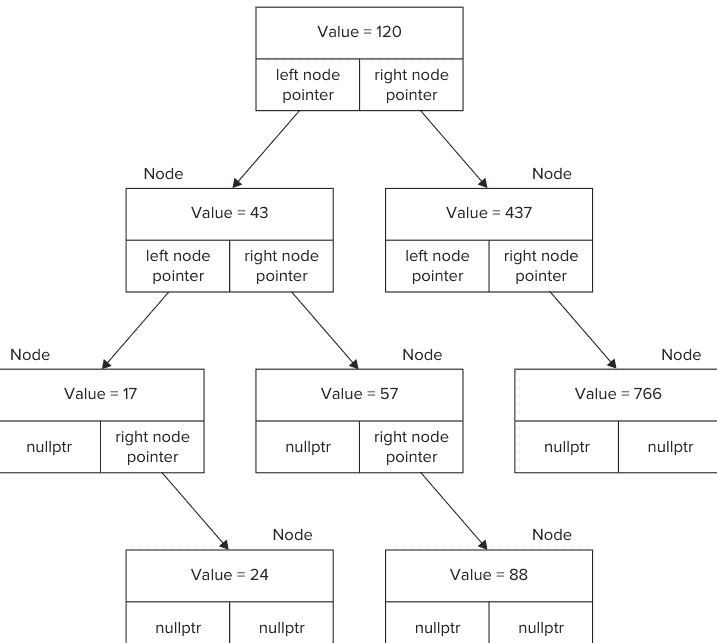 Value = 120
left node
pointer
right node
pointer
Node
Node
Value = 43
Value = 437
left node
pointer
right node
pointer
left node
pointer
right node
pointer
Node
Node
Node
Value = 17
Value = 57
Value = 766
nullptr
right node
pointer
nullptr
right node
pointer
nullptr
nullptr
Node
Node
Value = 24
Value = 88
nullptr
nullptr
nullptr
nullptr